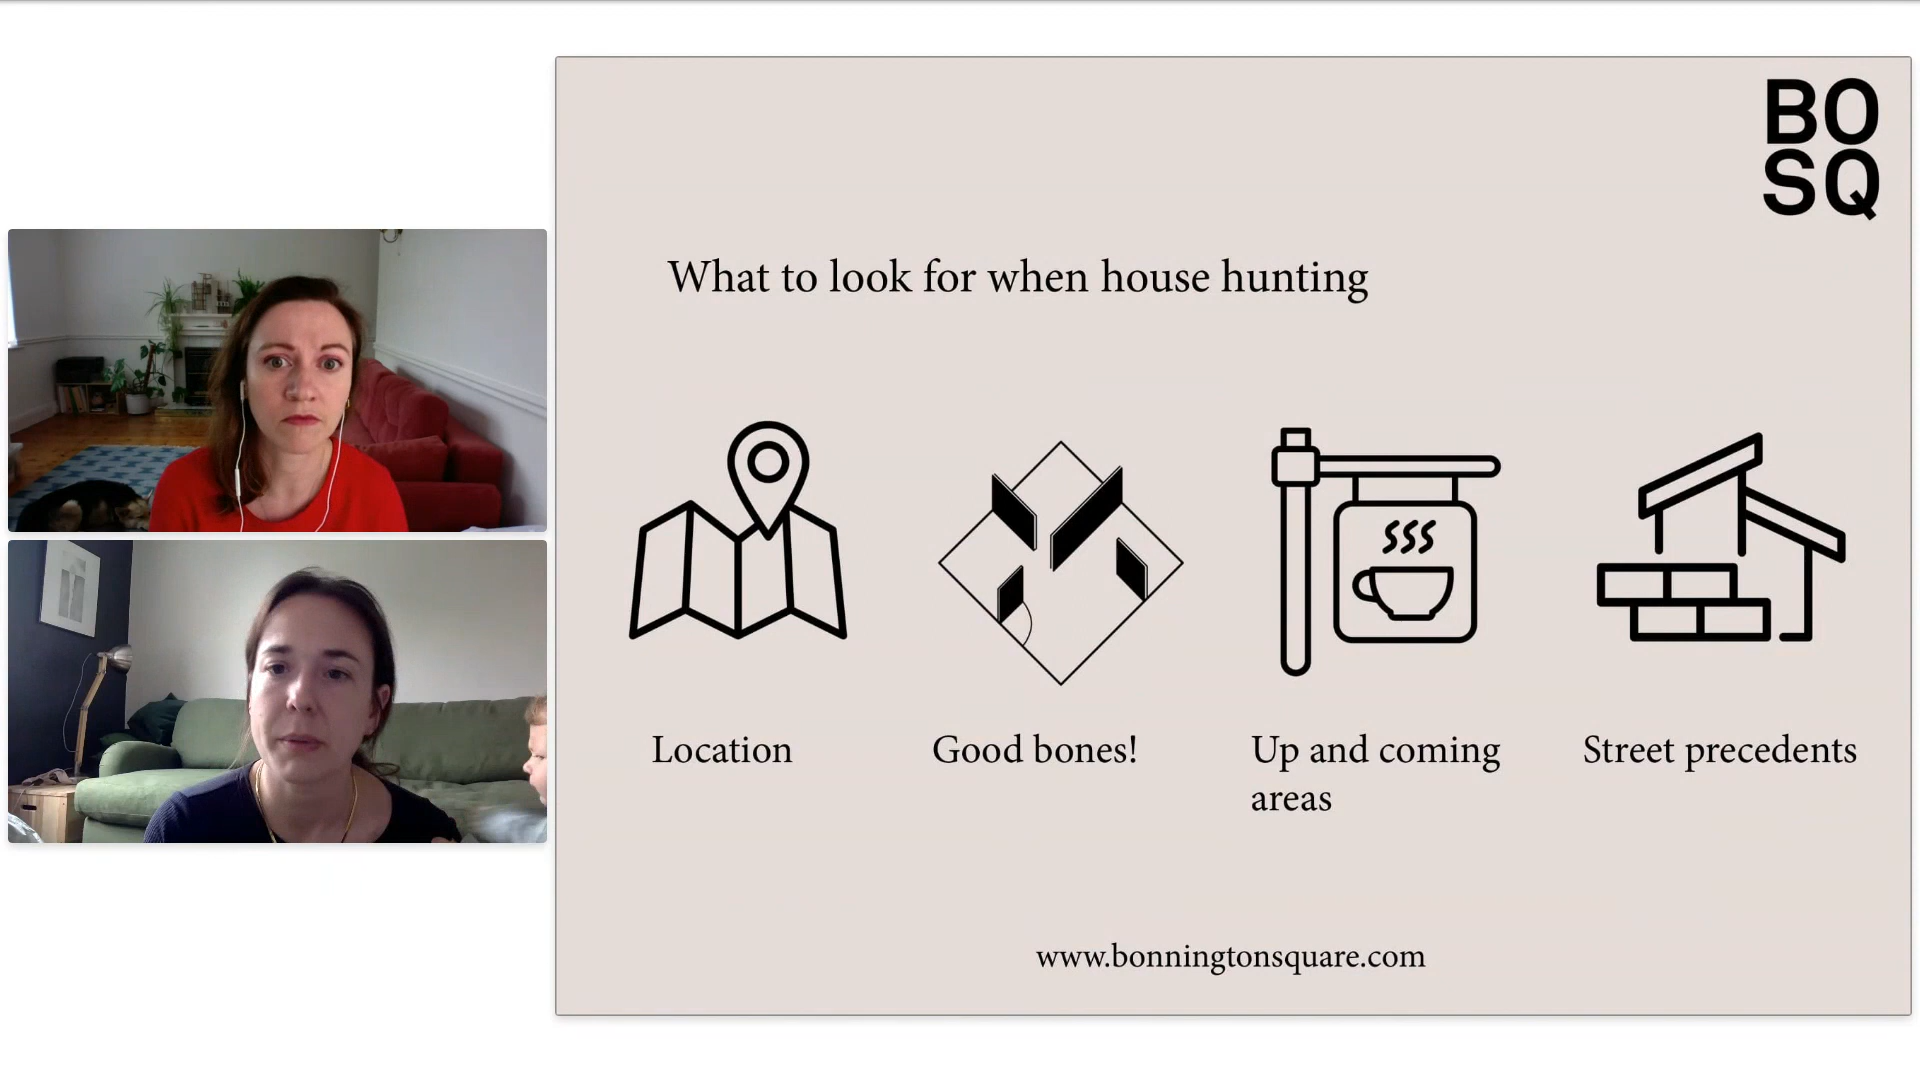 BO
SQ
What to look for when house hunting
Location
Good bones!
Up and coming
areas
Street precedents
www.bonningtonsquare.com